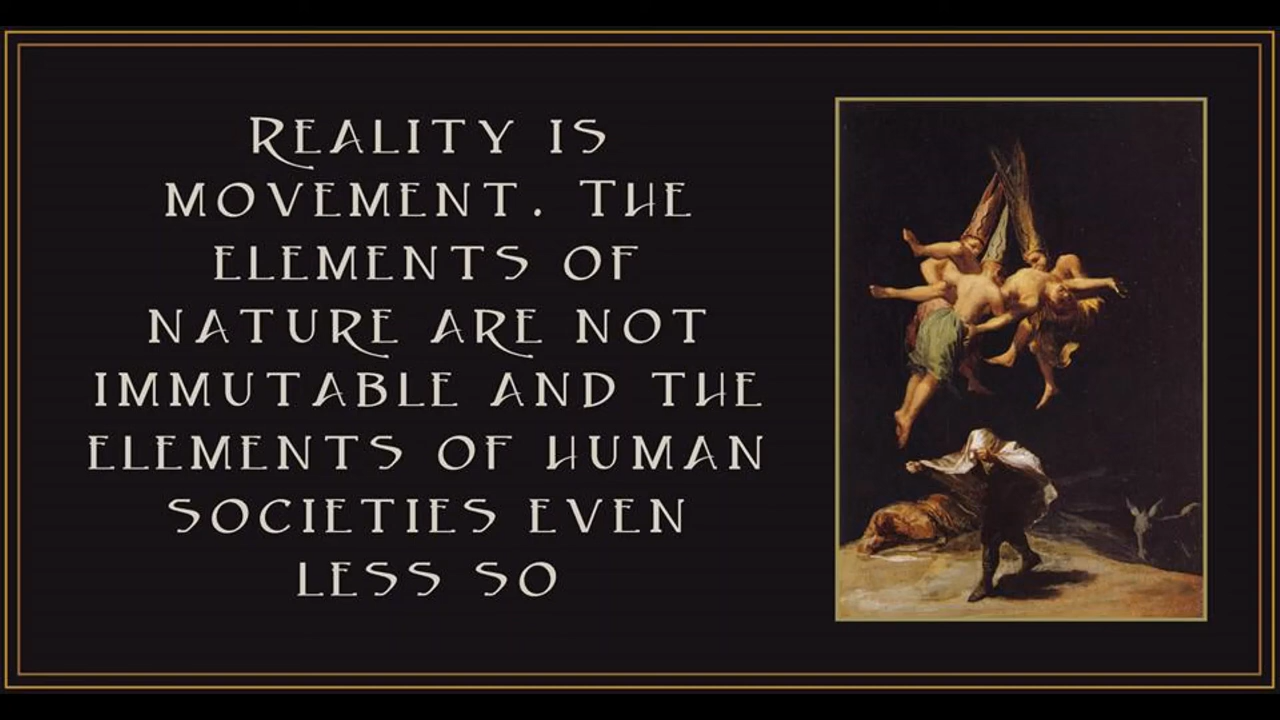 REALITY IS
MOVEMENT. THE
ELEMENTS OF
NATURE ARE NOT
IMMUTABLE AND THE
ELEMENTS OF HUMAN
SOCIETIES EVEN
LESS SO